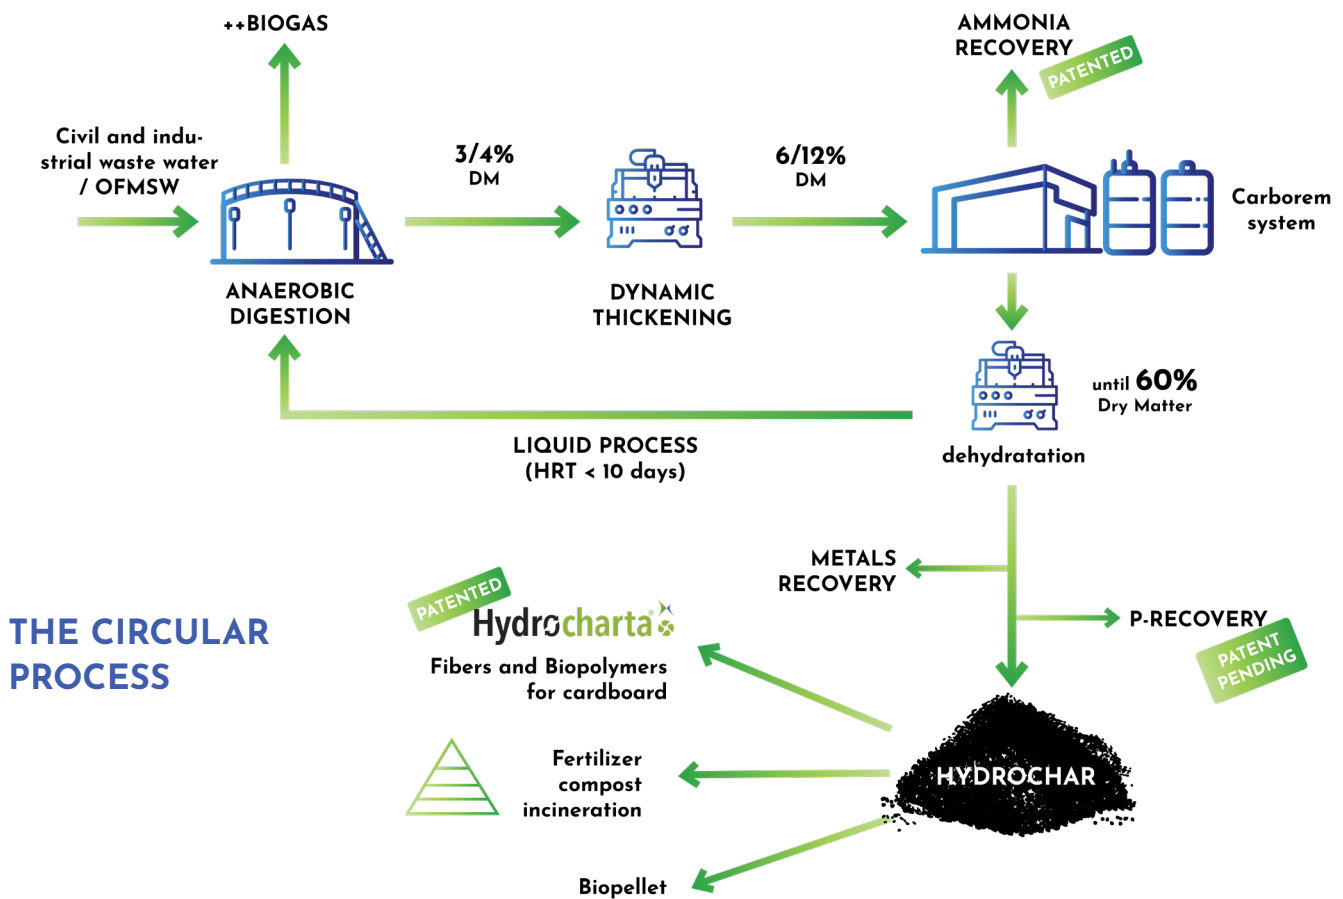 ++BIOGAS
AMMONIA
RECOVERY
PATENTED
Civil and indu-
strial waste water
/ OFMSW
3/4%
DM
6/12%
DM
Carborem
system
ANAEROBIC
DIGESTION
DYNAMIC
THICKENING
until 60%
Dry Matter
dehydratation
LIQUID PROCESS
(HRT < 10 days)
METALS
RECOVERY
P-RECOVERY
PATENT
PENDING
THE CIRCULAR
PROCESS
PATENTED
Hydrocharta®
Fibers and Biopolymers
for cardboard
Fertilizer
compost
incineration
HYDROCHAR
Biopellet